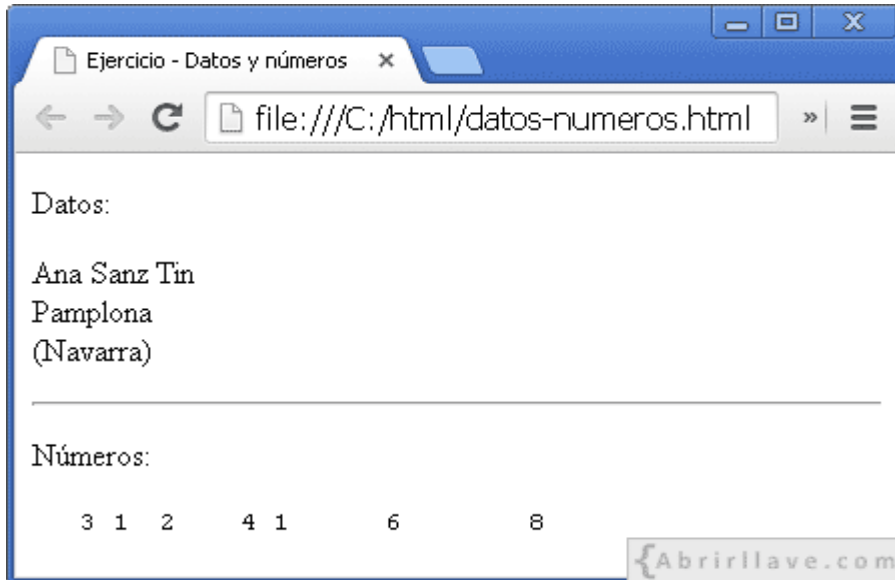 Ejercicio - Datos y números
file:///C:/html/datos-numeros.html
Datos:
Ana Sanz Tin
Pamplona
(Navarra)
Números:
3 1  2    4 1      6        8
{Abrirllave.com